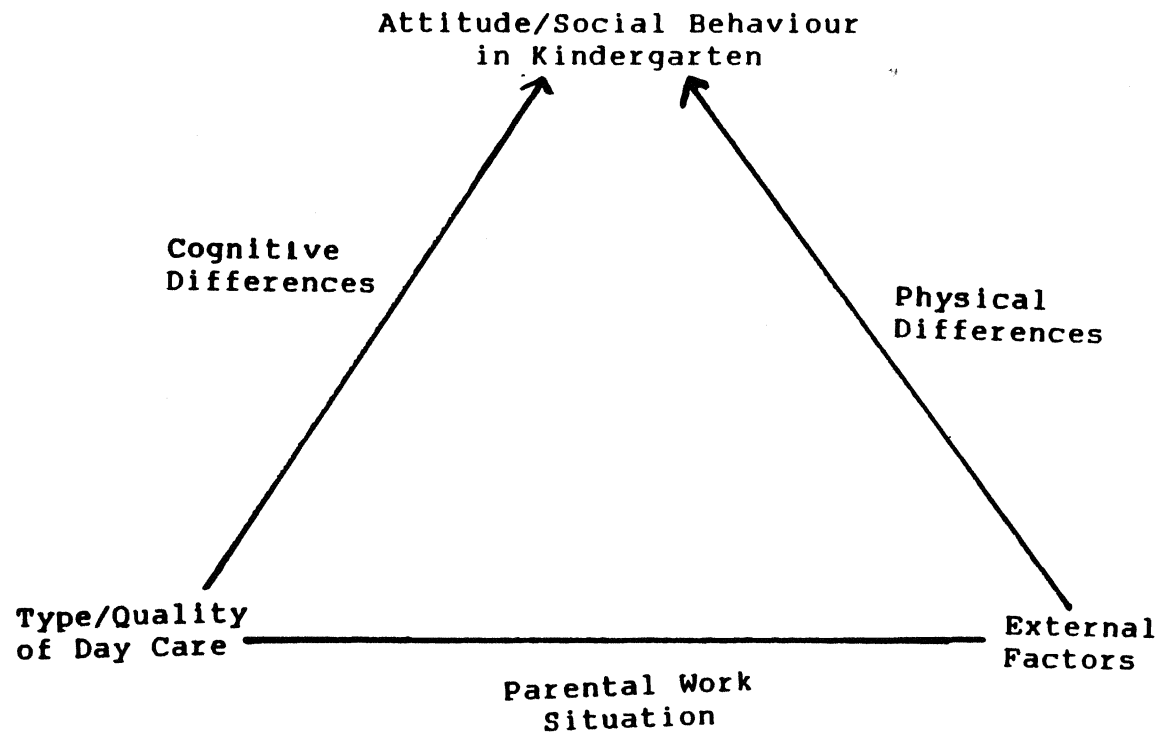 Attitude/Social Behaviour
in Kindergarten
Cognitive
Differences
Physical
Differences
Type/Quality
of Day Care
External
Factors
Parental Work
Situation